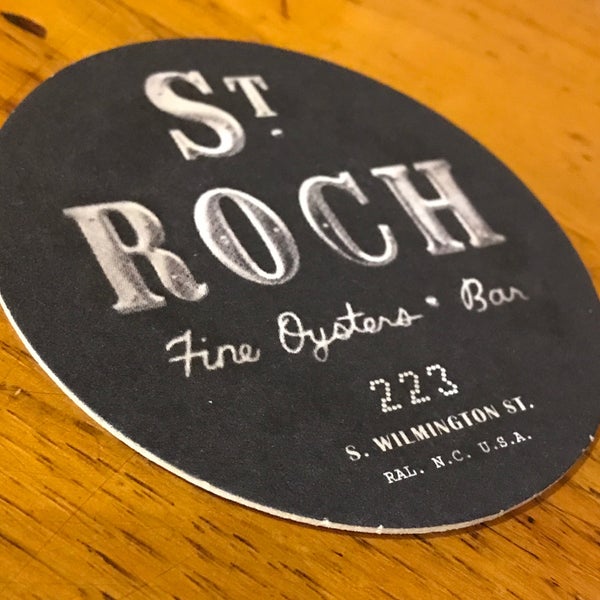 ST.
ROCH
Fine Oysters • Bar
223
S. WILMINGTON ST.
RAL. N.C. U.S.A.